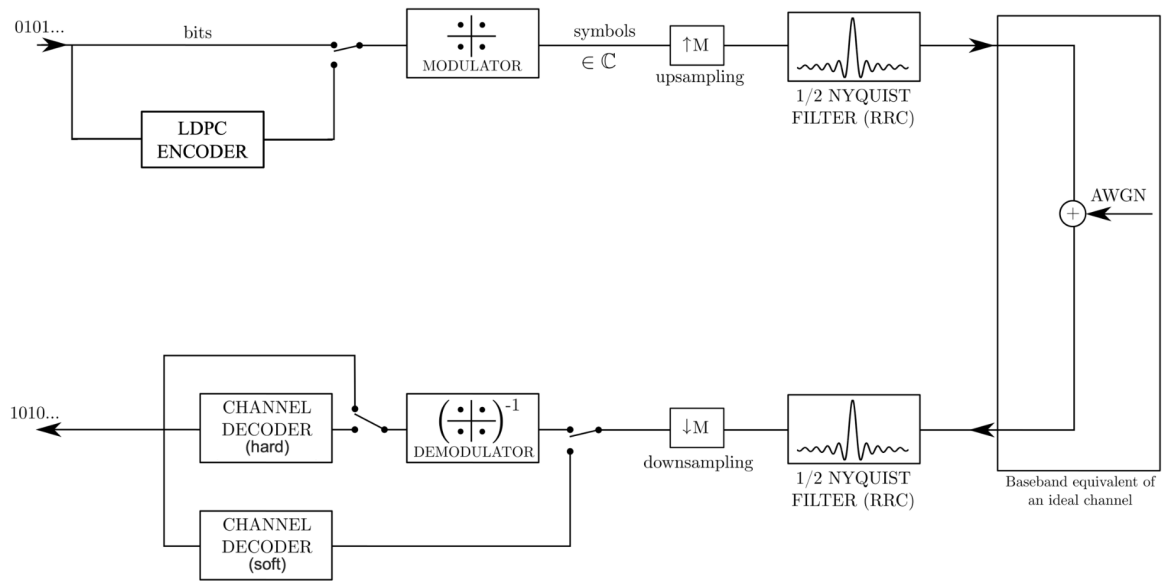 0101...
bits
MODULATOR
symbols
∈ ℂ
↑M
upsampling
1/2 NYQUIST
FILTER (RRC)
LDPC
ENCODER
+
AWGN
1010...
CHANNEL
DECODER
(hard)
( )-1
DEMODULATOR
↓M
downsampling
1/2 NYQUIST
FILTER (RRC)
Baseband equivalent of
an ideal channel
CHANNEL
DECODER
(soft)